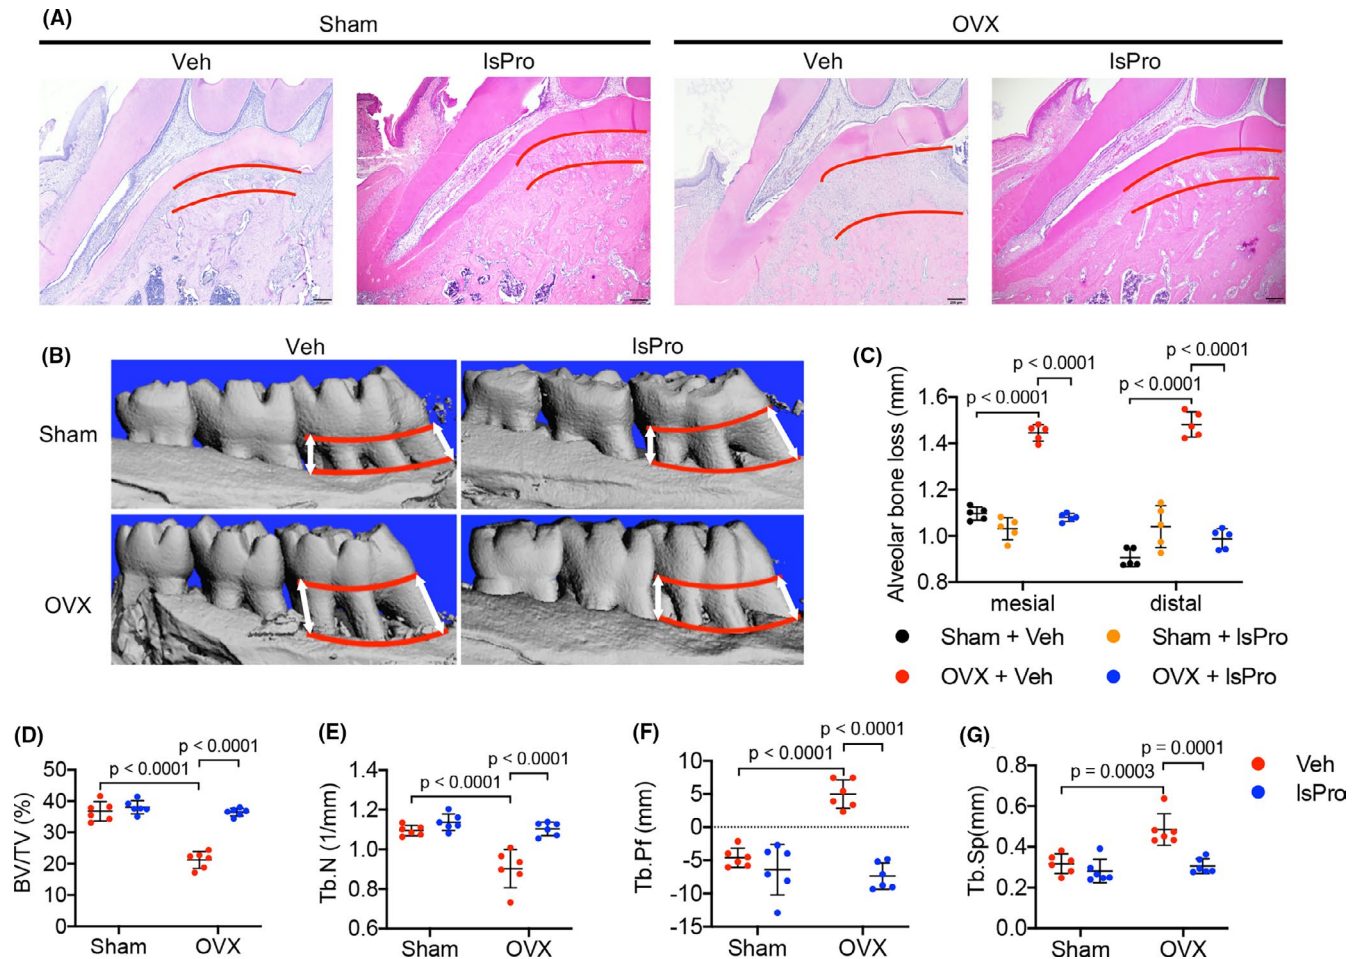 (A)
Sham
OVX
Veh
IsPro
Veh
IsPro
(B)
Veh
IsPro
Sham
OVX
(C)
Alveolar bone loss (mm)
p < 0.0001
p < 0.0001
p < 0.0001
p < 0.0001
1.6
1.4
1.2
1.0
0.8
mesial
distal
Sham + Veh
Sham + IsPro
OVX + Veh
OVX + IsPro
(D)
BV/TV (%)
p < 0.0001
p < 0.0001
50
40
30
20
10
0
Sham
OVX
(E)
Tb.N (1/mm)
p < 0.0001
p < 0.0001
1.4
1.2
1.0
0.8
0.6
Sham
OVX
(F)
Tb.Pf (mm)
p < 0.0001
p < 0.0001
10
5
0
-5
-10
-15
Sham
OVX
(G)
Tb.Sp(mm)
p = 0.0001
p = 0.0003
0.8
0.6
0.4
0.2
0.0
Sham
OVX
Veh
IsPro